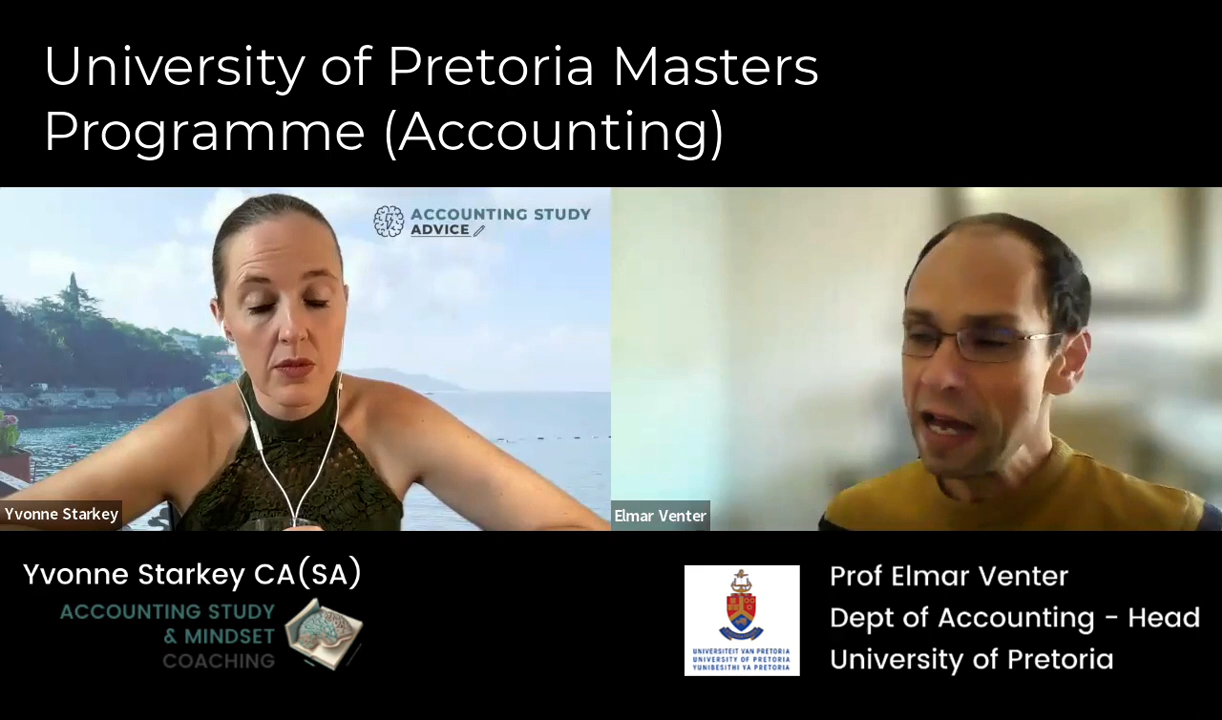 University of Pretoria Masters
Programme (Accounting)
ACCOUNTING STUDY
ADVICE
Yvonne Starkey
Elmar Venter
Yvonne Starkey CA(SA)
ACCOUNTING STUDY
& MINDSET
COACHING
UNIVERSITEIT VAN PRETORIA
UNIVERSITY OF PRETORIA
YUNIBESITHI YA PRETORIA
Prof Elmar Venter
Dept of Accounting - Head
University of Pretoria